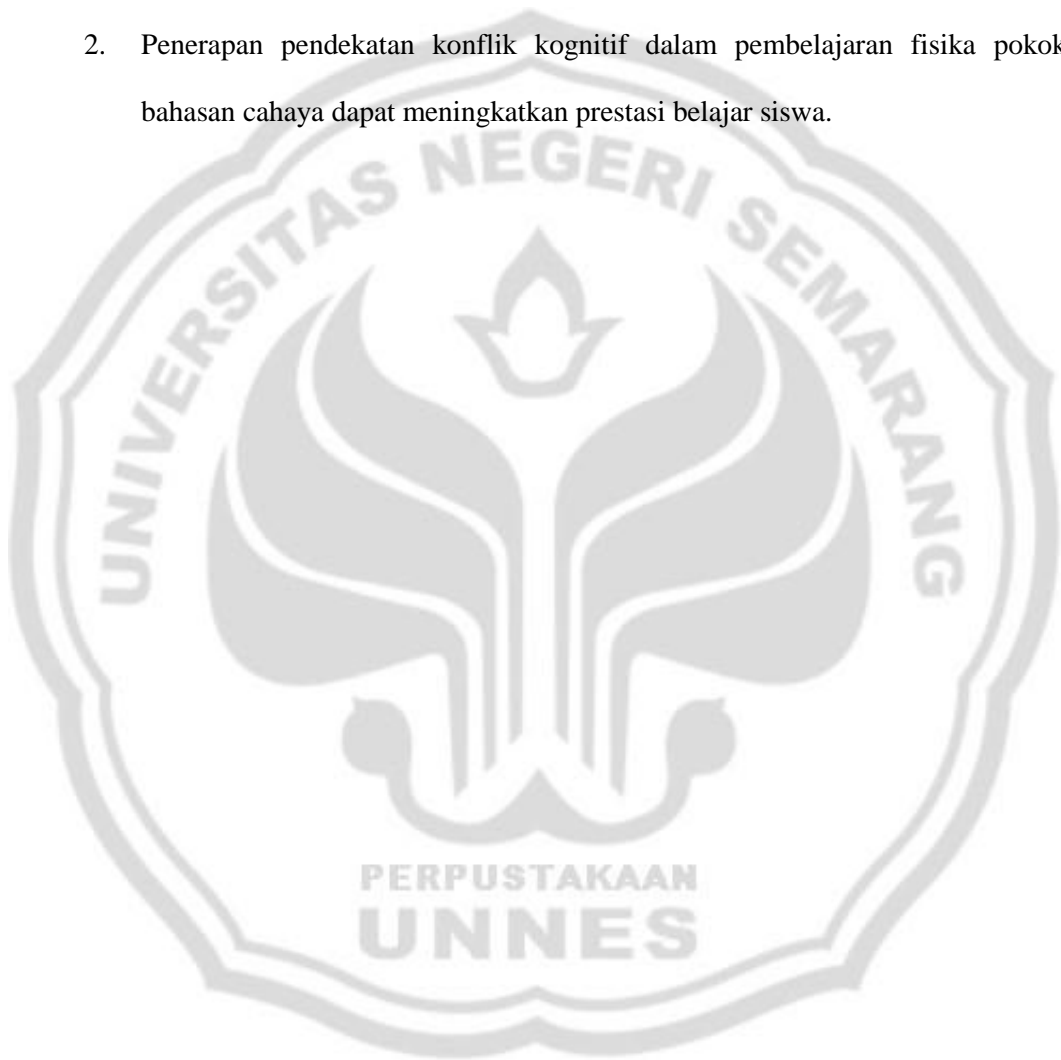 2. Penerapan pendekatan konflik kognitif dalam pembelajaran fisika pokok
bahasan cahaya dapat meningkatkan prestasi belajar siswa.
UNIVERSITAS NEGERI SEMARANG
PERPUSTAKAAN
UNNES